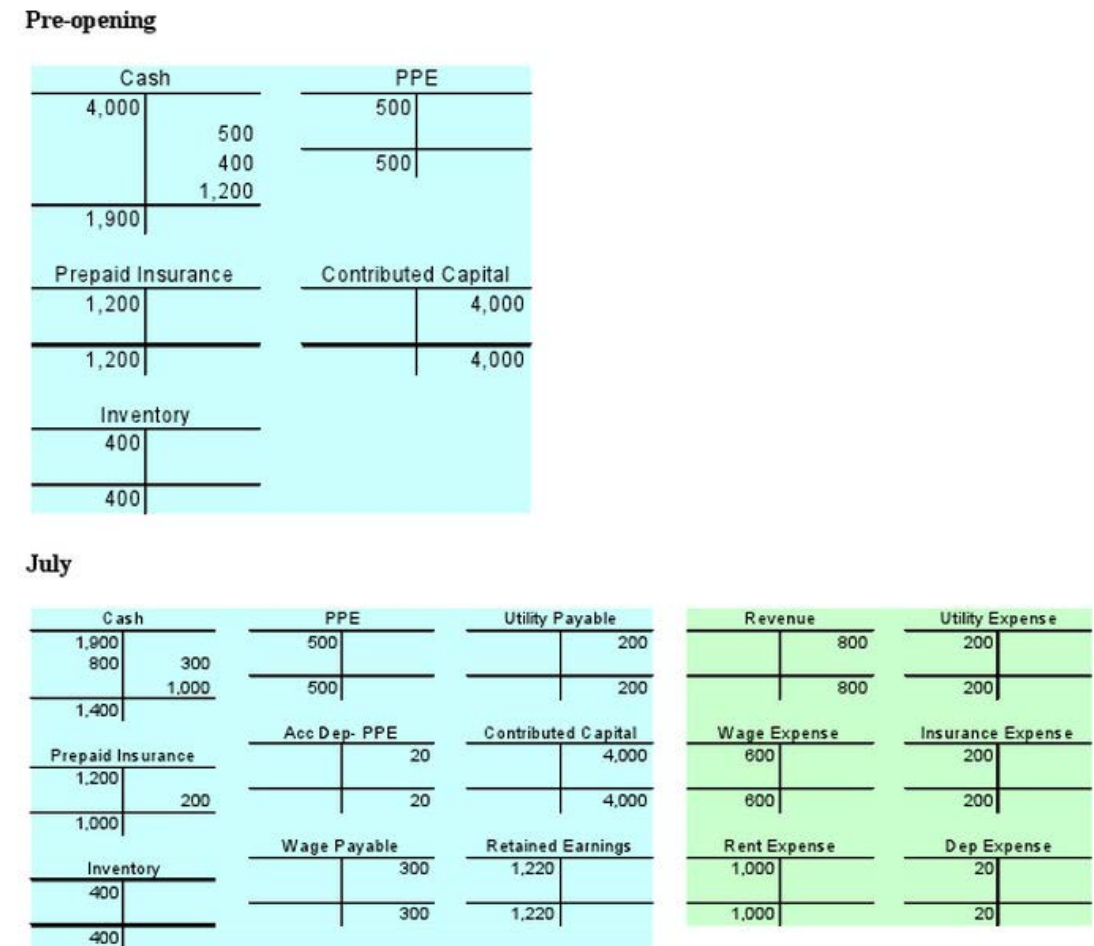 Pre-opening
Cash PPE
4,000 500
500
400 500
1,200
1,900
Prepaid Insurance Contributed Capital
1,200 4,000
1,200 4,000
Inventory
400
400
July
Cash PPE Utility Payable Revenue Utility Expense
1,900 500 200 800 200
800 300
1,000 500 200 800 200
1,400
Acc Dep- PPE Contributed Capital Wage Expense Insurance Expense
Prepaid Insurance 20 4,000 600 200
1,200
200 20 4,000 600 200
1,000
Wage Payable Retained Earnings Rent Expense Dep Expense
Inventory 300 1,220 1,000 20
400
300 1,220 1,000 20
400